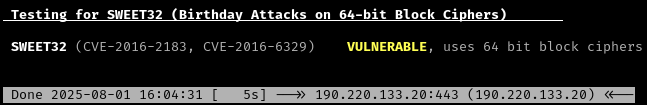 Testing for SWEET32 (Birthday Attacks on 64-bit Block Ciphers)
SWEET32 (CVE-2016-2183, CVE-2016-6329)    VULNERABLE, uses 64 bit block ciphers
Done 2025-08-01 16:04:31 [   5s] -->> 190.220.133.20:443 (190.220.133.20) <<--